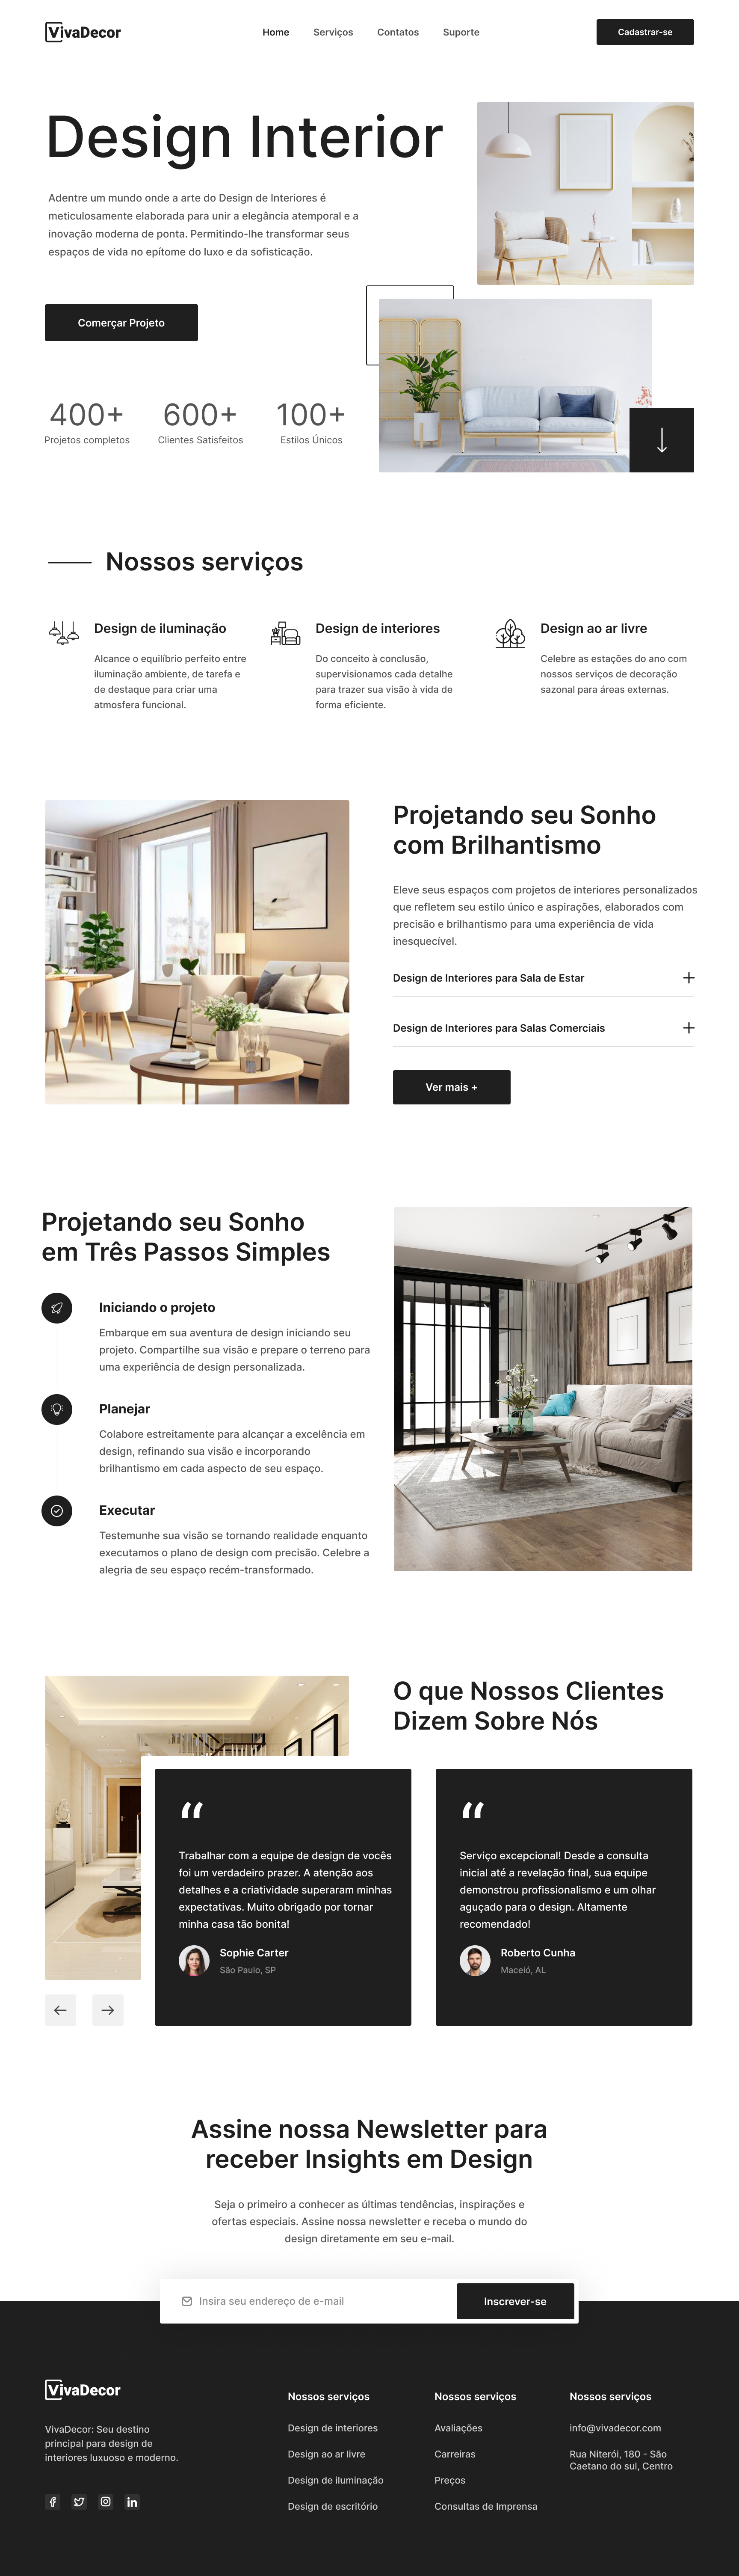 VivaDecor
Home
Serviços
Contatos
Suporte
Cadastrar-se
Design Interior
Adentre um mundo onde a arte do Design de Interiores é
meticulosamente elaborada para unir a elegância atemporal e a
inovação moderna de ponta. Permitindo-lhe transformar seus
espaços de vida no epítome do luxo e da sofisticação.
Comerçar Projeto
400+
Projetos completos
600+
Clientes Satisfeitos
100+
Estilos Únicos
Nossos serviços
Design de iluminação
Alcance o equilíbrio perfeito entre
iluminação ambiente, de tarefa e
de destaque para criar uma
atmosfera funcional.
Design de interiores
Do conceito à conclusão,
supervisionamos cada detalhe
para trazer sua visão à vida de
forma eficiente.
Design ao ar livre
Celebre as estações do ano com
nossos serviços de decoração
sazonal para áreas externas.
Projetando seu Sonho
com Brilhantismo
Eleve seus espaços com projetos de interiores personalizados
que refletem seu estilo único e aspirações, elaborados com
precisão e brilhantismo para uma experiência de vida
inesquecível.
Design de Interiores para Sala de Estar
Design de Interiores para Salas Comerciais
Ver mais +
Projetando seu Sonho
em Três Passos Simples
Iniciando o projeto
Embarque em sua aventura de design iniciando seu
projeto. Compartilhe sua visão e prepare o terreno para
uma experiência de design personalizada.
Planejar
Colabore estreitamente para alcançar a excelência em
design, refinando sua visão e incorporando
brilhantismo em cada aspecto de seu espaço.
Executar
Testemunhe sua visão se tornando realidade enquanto
executamos o plano de design com precisão. Celebre a
alegria de seu espaço recém-transformado.
O que Nossos Clientes
Dizem Sobre Nós
“
Trabalhar com a equipe de design de vocês
foi um verdadeiro prazer. A atenção aos
detalhes e a criatividade superaram minhas
expectativas. Muito obrigado por tornar
minha casa tão bonita!
Sophie Carter
São Paulo, SP
“
Serviço excepcional! Desde a consulta
inicial até a revelação final, sua equipe
demonstrou profissionalismo e um olhar
aguçado para o design. Altamente
recomendado!
Roberto Cunha
Maceió, AL
Assine nossa Newsletter para
receber Insights em Design
Seja o primeiro a conhecer as últimas tendências, inspirações e
ofertas especiais. Assine nossa newsletter e receba o mundo do
design diretamente em seu e-mail.
Insira seu endereço de e-mail
Inscrever-se
VivaDecor
VivaDecor: Seu destino
principal para design de
interiores luxuoso e moderno.
Nossos serviços
Design de interiores
Design ao ar livre
Design de iluminação
Design de escritório
Nossos serviços
Avaliações
Carreiras
Preços
Consultas de Imprensa
Nossos serviços
info@vivadecor.com
Rua Niterói, 180 - São
Caetano do sul, Centro